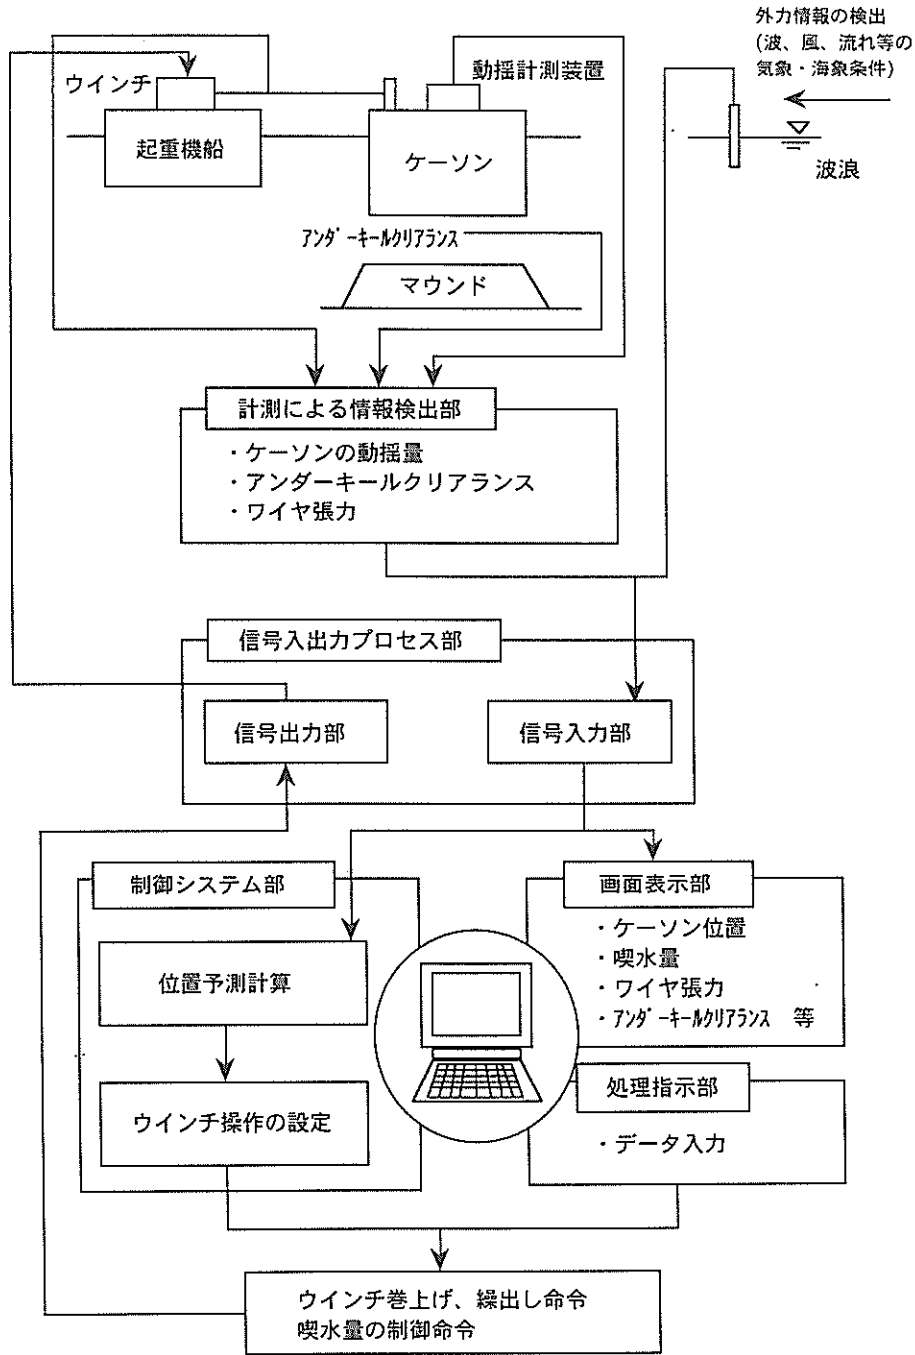 外力情報の検出
(波、風、流れ等の
気象・海象条件)
ウインチ
動揺計測装置
起重機船
ケーソン
波浪
アンダーキールクリアランス
マウンド
計測による情報検出部
・ケーソンの動揺量
・アンダーキールクリアランス
・ワイヤ張力
信号入出力プロセス部
信号出力部
信号入力部
制御システム部
画面表示部
位置予測計算
・ケーソン位置
・喫水量
・ワイヤ張力
・アンダーキールクリアランス 等
処理指示部
ウインチ操作の設定
・データ入力
ウインチ巻上げ、繰出し命令
喫水量の制御命令